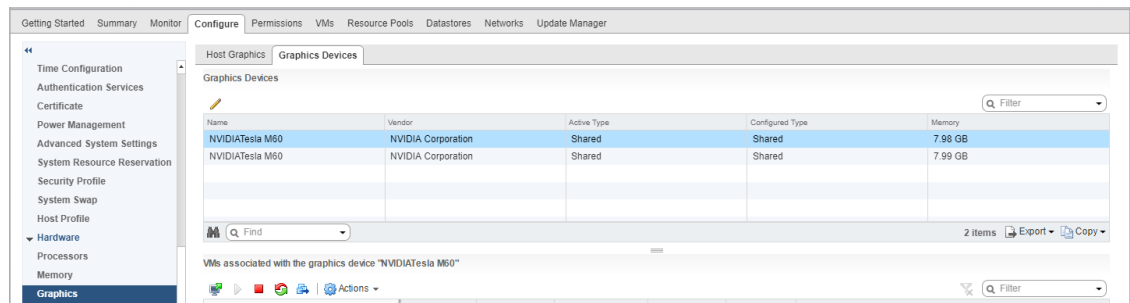 Getting Started Summary Monitor Configure Permissions VMs Resource Pools Datastores Networks Update Manager
Time Configuration
Authentication Services
Certificate
Power Management
Advanced System Settings
System Resource Reservation
Security Profile
System Swap
Host Profile
Hardware
Processors
Memory
Graphics
Host Graphics Graphics Devices
Graphics Devices
Filter
Name Vendor Active Type Configured Type Memory
NVIDIATesla M60 NVIDIA Corporation Shared Shared 7.98 GB
NVIDIATesla M60 NVIDIA Corporation Shared Shared 7.99 GB
Find 2 items Export Copy
VMs associated with the graphics device "NVIDIATesla M60"
Actions Filter